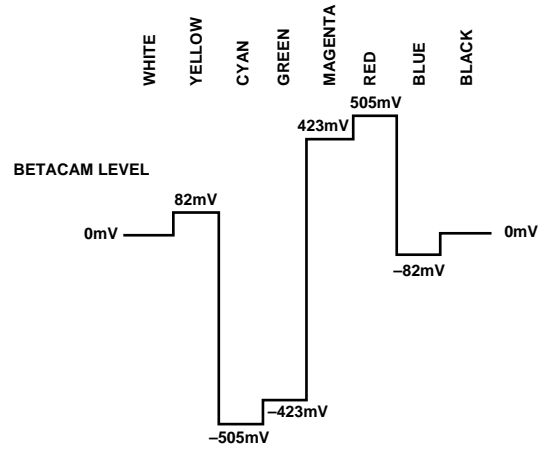 WHITE
YELLOW
CYAN
GREEN
MAGENTA
RED
BLUE
BLACK
505mV
423mV
BETACAM LEVEL
82mV
0mV
0mV
–82mV
–423mV
–505mV